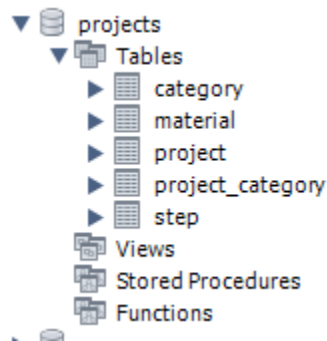 projects
Tables
category
material
project
project_category
step
Views
Stored Procedures
Functions